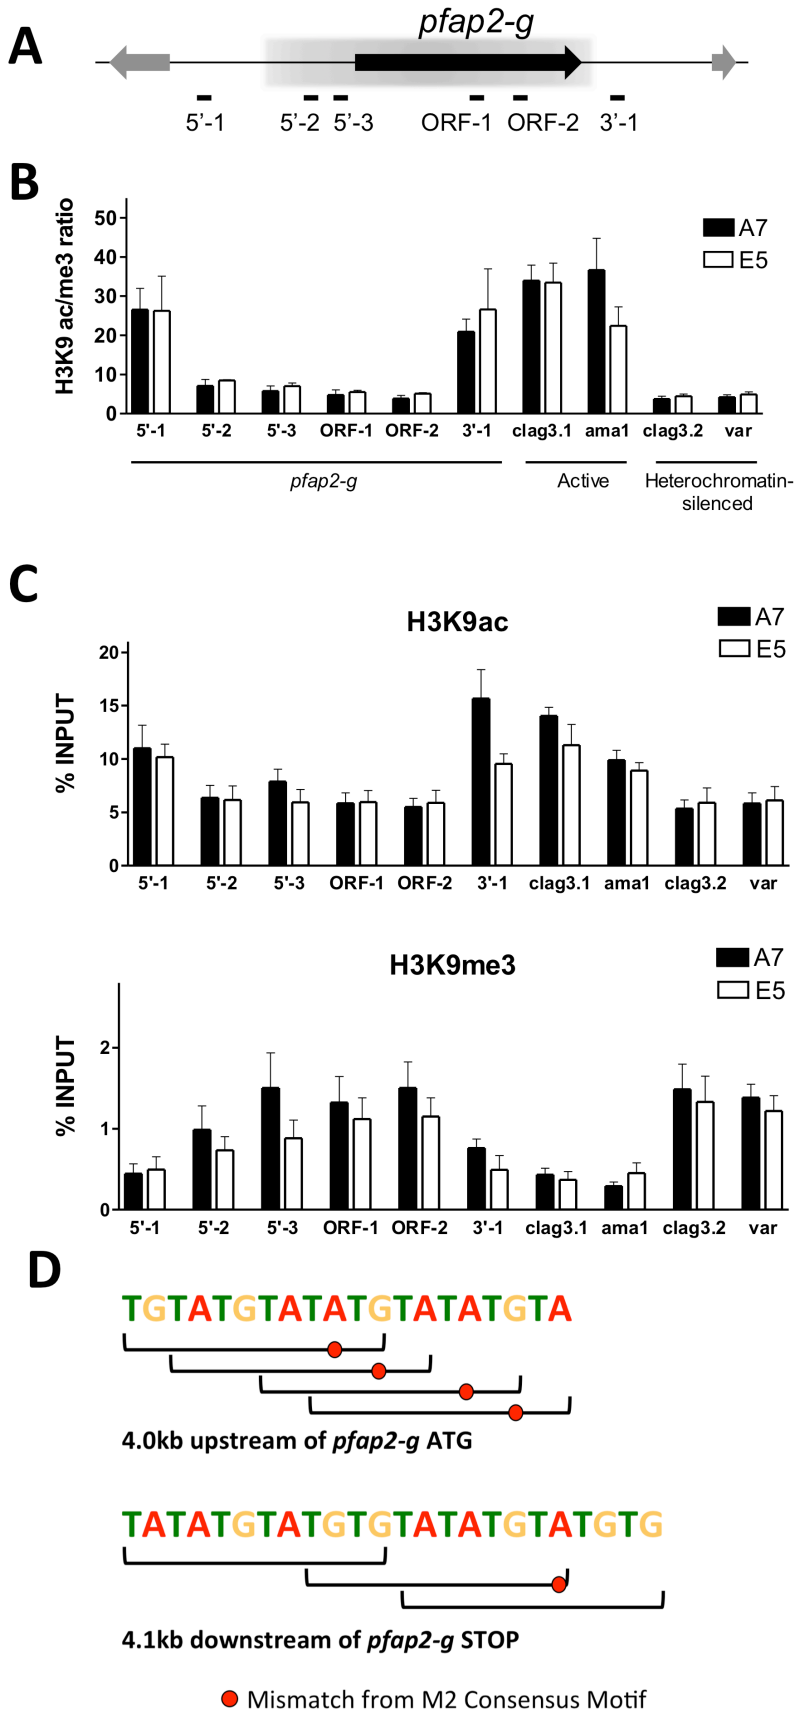 A
pfap2-g
5'-1 5'-2 5'-3 ORF-1 ORF-2 3'-1
B
H3K9 ac/me3 ratio
50
40
30
20
10
0
A7
E5
5'-1 5'-2 5'-3 ORF-1 ORF-2 3'-1 clag3.1 ama1 clag3.2 var
pfap2-g Active Heterochromatin-
silenced
C
H3K9ac
A7
E5
% INPUT
20
15
10
5
0
5'-1 5'-2 5'-3 ORF-1 ORF-2 3'-1 clag3.1 ama1 clag3.2 var
H3K9me3
A7
E5
% INPUT
2
1
0
5'-1 5'-2 5'-3 ORF-1 ORF-2 3'-1 clag3.1 ama1 clag3.2 var
D
TGTATGTATATGTATATGTA
4.0kb upstream of pfap2-g ATG
TATATGTATGTGTATATGTATGTG
4.1kb downstream of pfap2-g STOP
Mismatch from M2 Consensus Motif